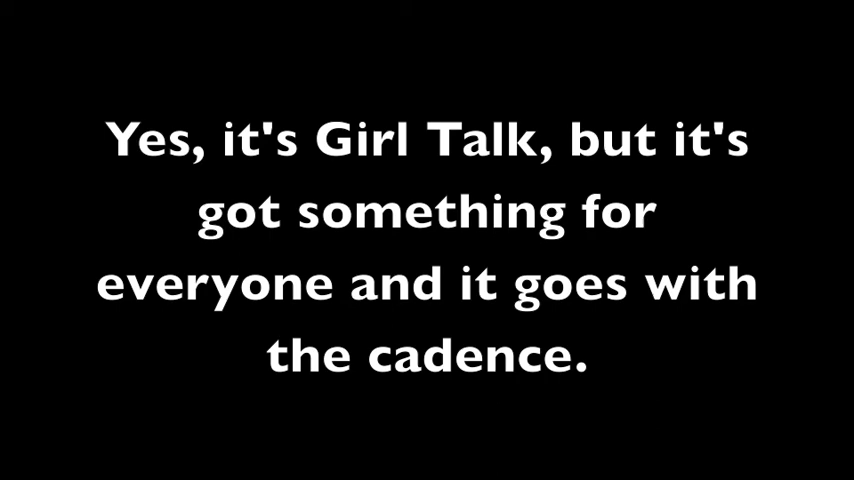 Yes, it's Girl Talk, but it's
got something for
everyone and it goes with
the cadence.